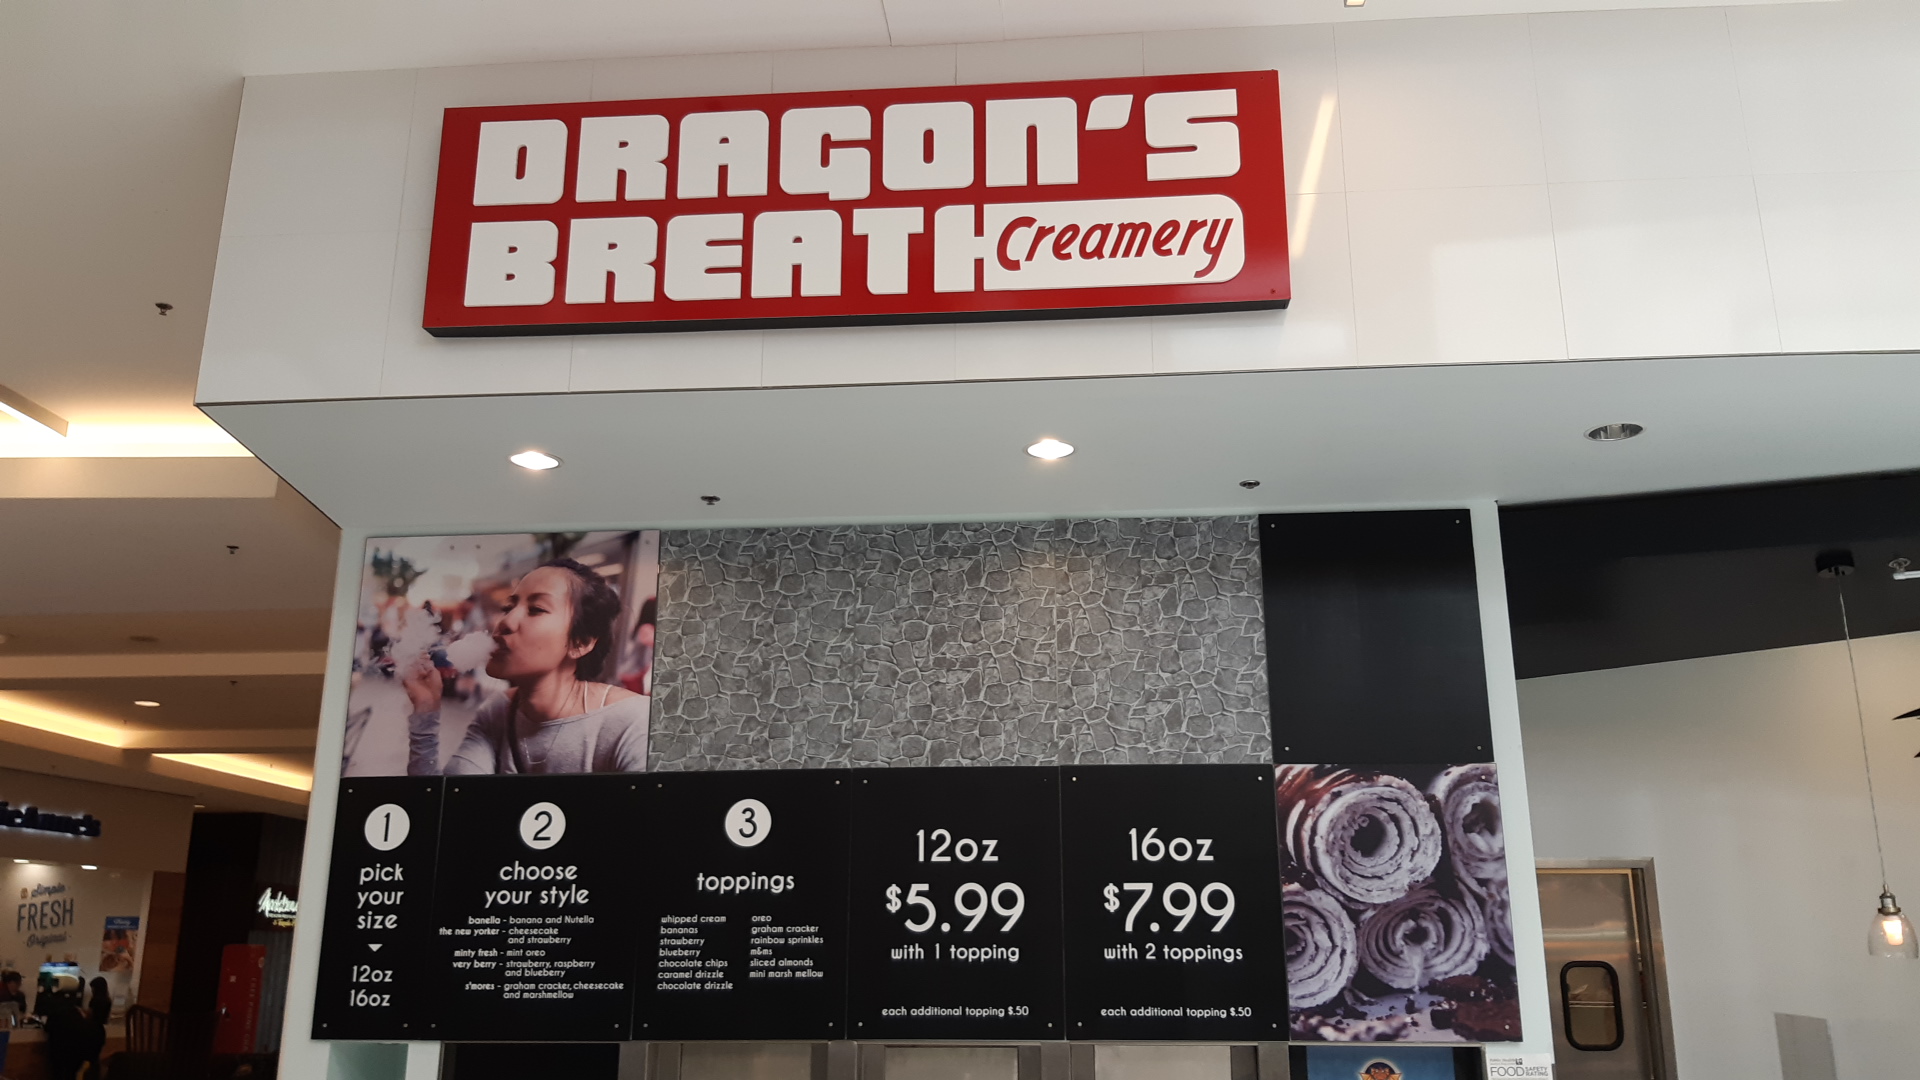 DRAGON'S
BREATH Creamery
1
pick
your
size
12oz
16oz
2
choose
your style
banella - banana and Nutella
the new yorker - cheesecake
and strawberry
minty fresh - mint oreo
very berry - strawberry, raspberry
and blueberry
s'mores - graham cracker, cheesecake
and marshmellow
3
toppings
whipped cream
bananas
strawberry
blueberry
chocolate chips
caramel drizzle
chocolate drizzle
oreo
graham cracker
rainbow sprinkles
m&ms
sliced almonds
mini marsh mellow
12oz
$5.99
with 1 topping
each additional topping $.50
16oz
$7.99
with 2 toppings
each additional topping $.50
Simple
FRESH
Original
FOOD SAFETY
RATING